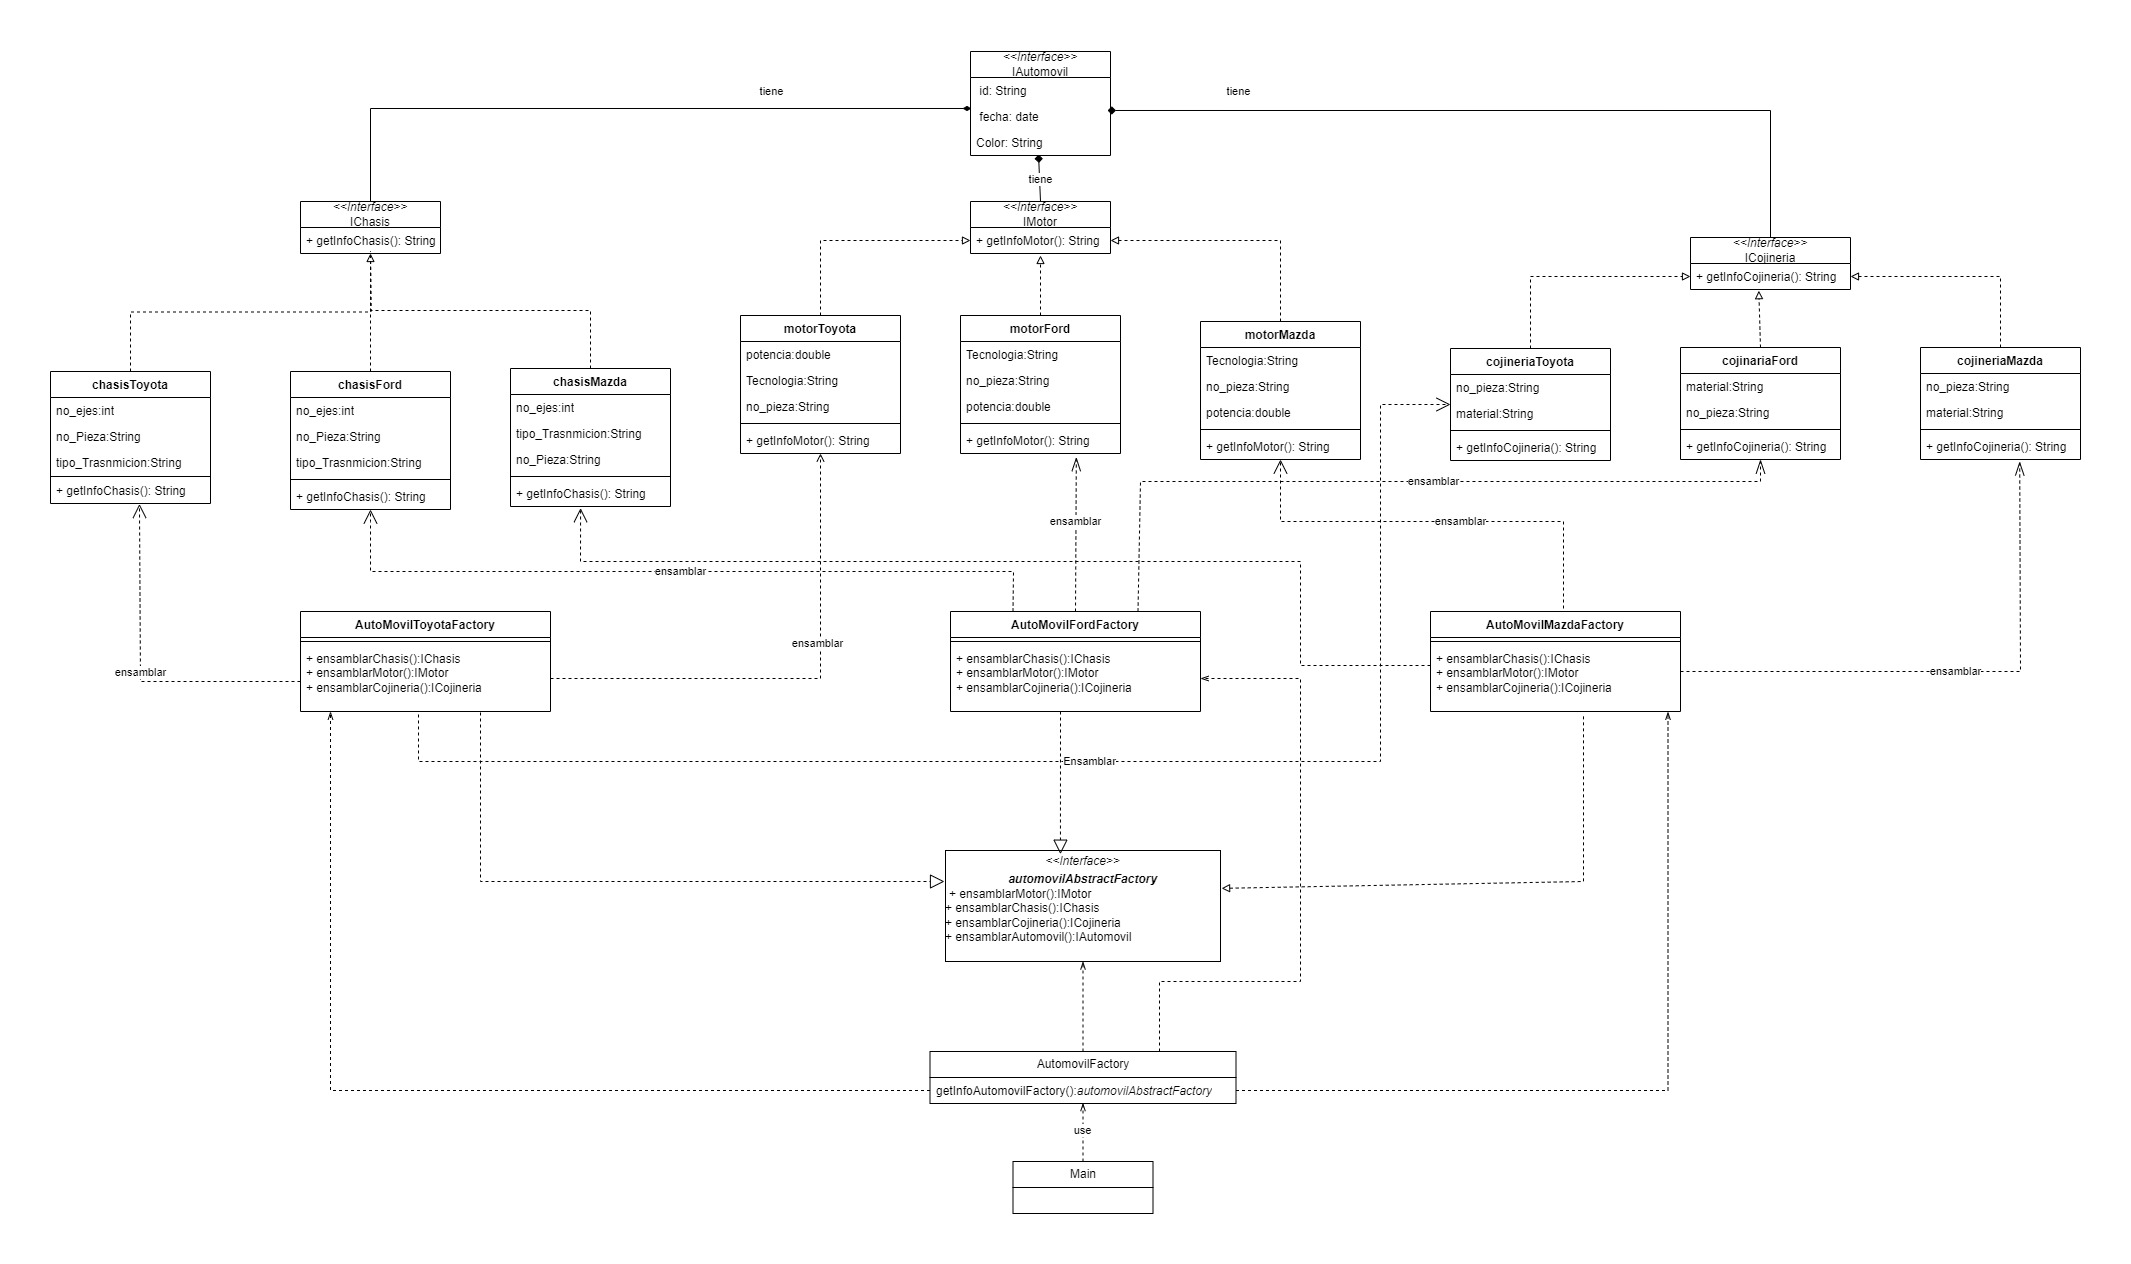 <<Interface>>
IAutomovil
id: String
fecha: date
Color: String
tiene
tiene
tiene
<<Interface>>
IChasis
+ getInfoChasis(): String
<<Interface>>
IMotor
+ getInfoMotor(): String
<<Interface>>
ICojineria
+ getInfoCojineria(): String
chasisToyota
no_ejes:int
no_Pieza:String
tipo_Trasnmicion:String
+ getInfoChasis(): String
chasisFord
no_ejes:int
no_Pieza:String
tipo_Trasnmicion:String
+ getInfoChasis(): String
chasisMazda
no_ejes:int
tipo_Trasnmicion:String
no_Pieza:String
+ getInfoChasis(): String
motorToyota
potencia:double
Tecnologia:String
no_pieza:String
+ getInfoMotor(): String
motorFord
Tecnologia:String
no_pieza:String
potencia:double
+ getInfoMotor(): String
motorMazda
Tecnologia:String
no_pieza:String
potencia:double
+ getInfoMotor(): String
cojineriaToyota
no_pieza:String
material:String
+ getInfoCojineria(): String
cojinariaFord
material:String
no_pieza:String
+ getInfoCojineria(): String
cojineriaMazda
no_pieza:String
material:String
+ getInfoCojineria(): String
ensamblar
ensamblar
ensamblar
ensamblar
ensamblar
ensamblar
ensamblar
AutoMovilToyotaFactory
+ ensamblarChasis():IChasis
+ ensamblarMotor():IMotor
+ ensamblarCojineria():ICojineria
AutoMovilFordFactory
+ ensamblarChasis():IChasis
+ ensamblarMotor():IMotor
+ ensamblarCojineria():ICojineria
AutoMovilMazdaFactory
+ ensamblarChasis():IChasis
+ ensamblarMotor():IMotor
+ ensamblarCojineria():ICojineria
Ensamblar
<<Interface>>
automovilAbstractFactory
+ ensamblarMotor():IMotor
+ ensamblarChasis():IChasis
+ ensamblarCojineria():ICojineria
+ ensamblarAutomovil():IAutomovil
AutomovilFactory
getInfoAutomovilFactory():automovilAbstractFactory
use
Main